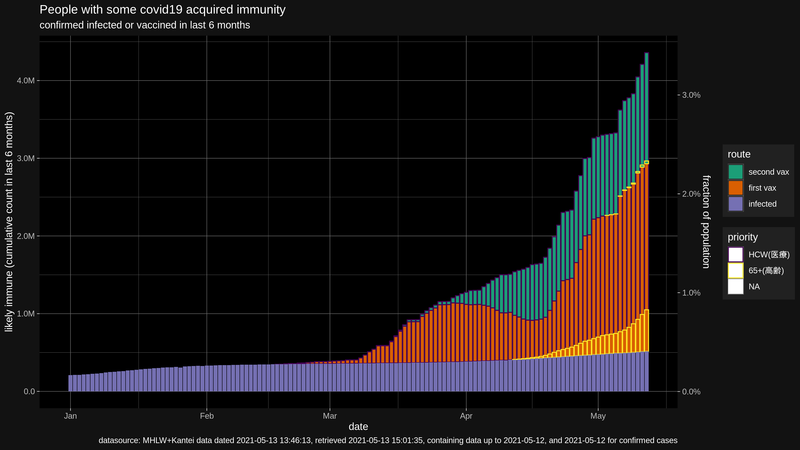 People with some covid19 acquired immunity
confirmed infected or vaccined in last 6 months
likely immune (cumulative count in last 6 months)
4.0M
3.0M
2.0M
1.0M
0.0
3.0%
2.0%
1.0%
0.0%
fraction of population
Jan
Feb
Mar
Apr
May
date
route
second vax
first vax
infected
priority
HCW(医療)
65+(高齢)
NA
datasource: MHLW+Kantei data dated 2021-05-13 13:46:13, retrieved 2021-05-13 15:01:35, containing data up to 2021-05-12, and 2021-05-12 for confirmed cases